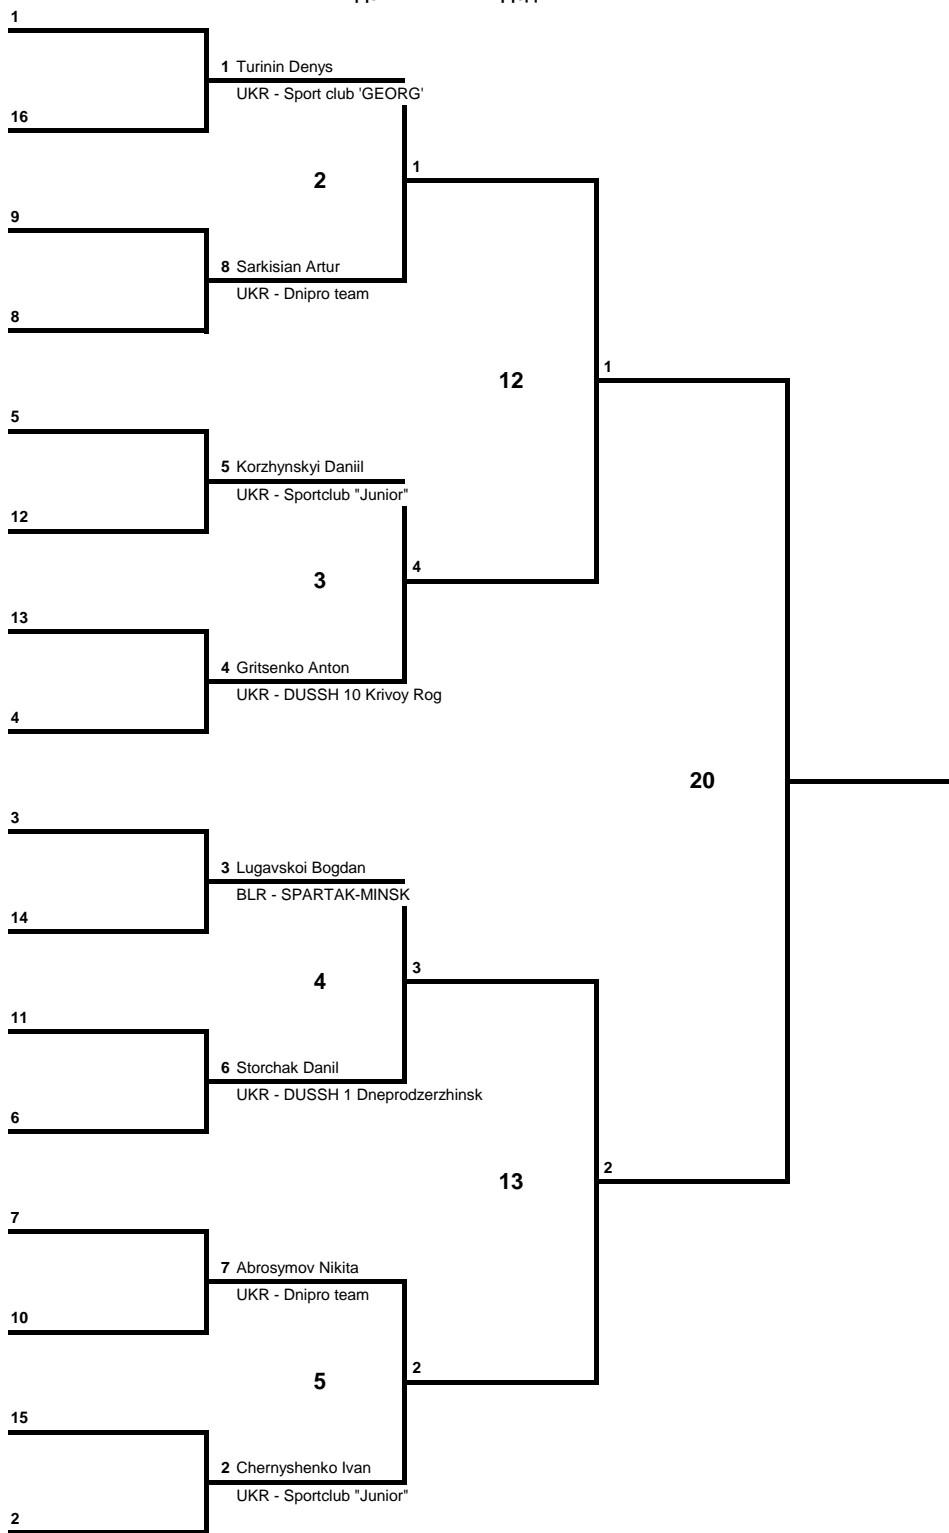 1
1 Turinin Denys
UKR - Sport club 'GEORG'
16
1
2
9
8 Sarkisian Artur
UKR - Dnipro team
8
1
12
5
5 Korzhynskyi Daniil
UKR - Sportclub "Junior"
12
4
3
13
4 Gritsenko Anton
UKR - DUSSH 10 Krivoy Rog
4
20
3
3 Lugavskoi Bogdan
BLR - SPARTAK-MINSK
14
3
4
11
6 Storchak Danil
UKR - DUSSH 1 Dneprodzerzhinsk
6
2
13
7
7 Abrosymov Nikita
UKR - Dnipro team
10
2
5
15
2 Chernyshenko Ivan
UKR - Sportclub "Junior"
2